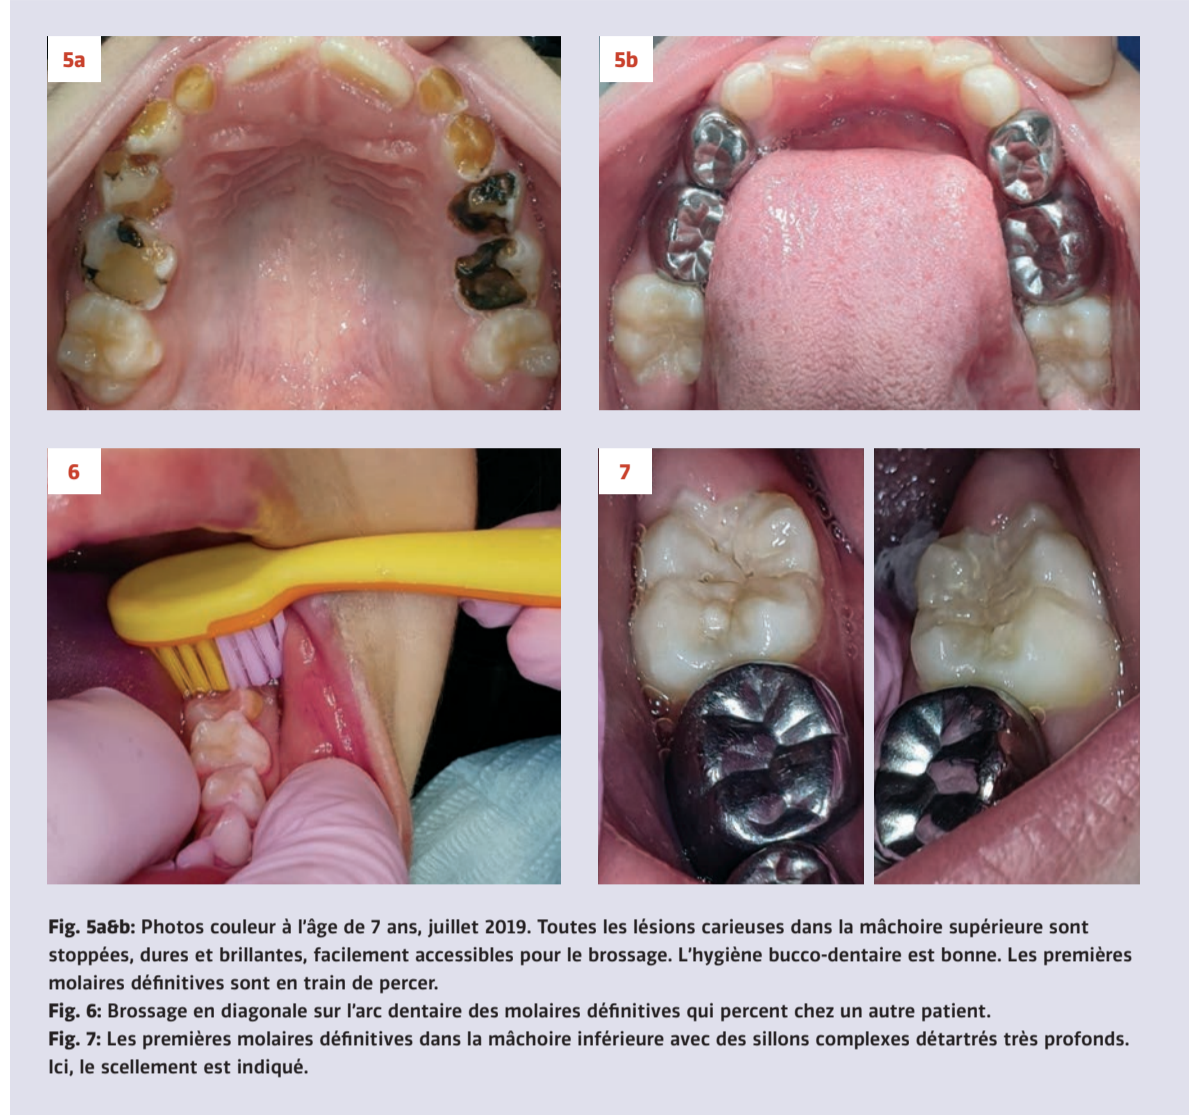 5a
5b
6
7
Fig. 5a&b: Photos couleur à l'âge de 7 ans, juillet 2019. Toutes les lésions carieuses dans la mâchoire supérieure sont
stoppées, dures et brillantes, facilement accessibles pour le brossage. L'hygiène bucco-dentaire est bonne. Les premières
molaires définitives sont en train de percer.
Fig. 6: Brossage en diagonale sur l'arc dentaire des molaires définitives qui percent chez un autre patient.
Fig. 7: Les premières molaires définitives dans la mâchoire inférieure avec des sillons complexes détartrés très profonds.
Ici, le scellement est indiqué.